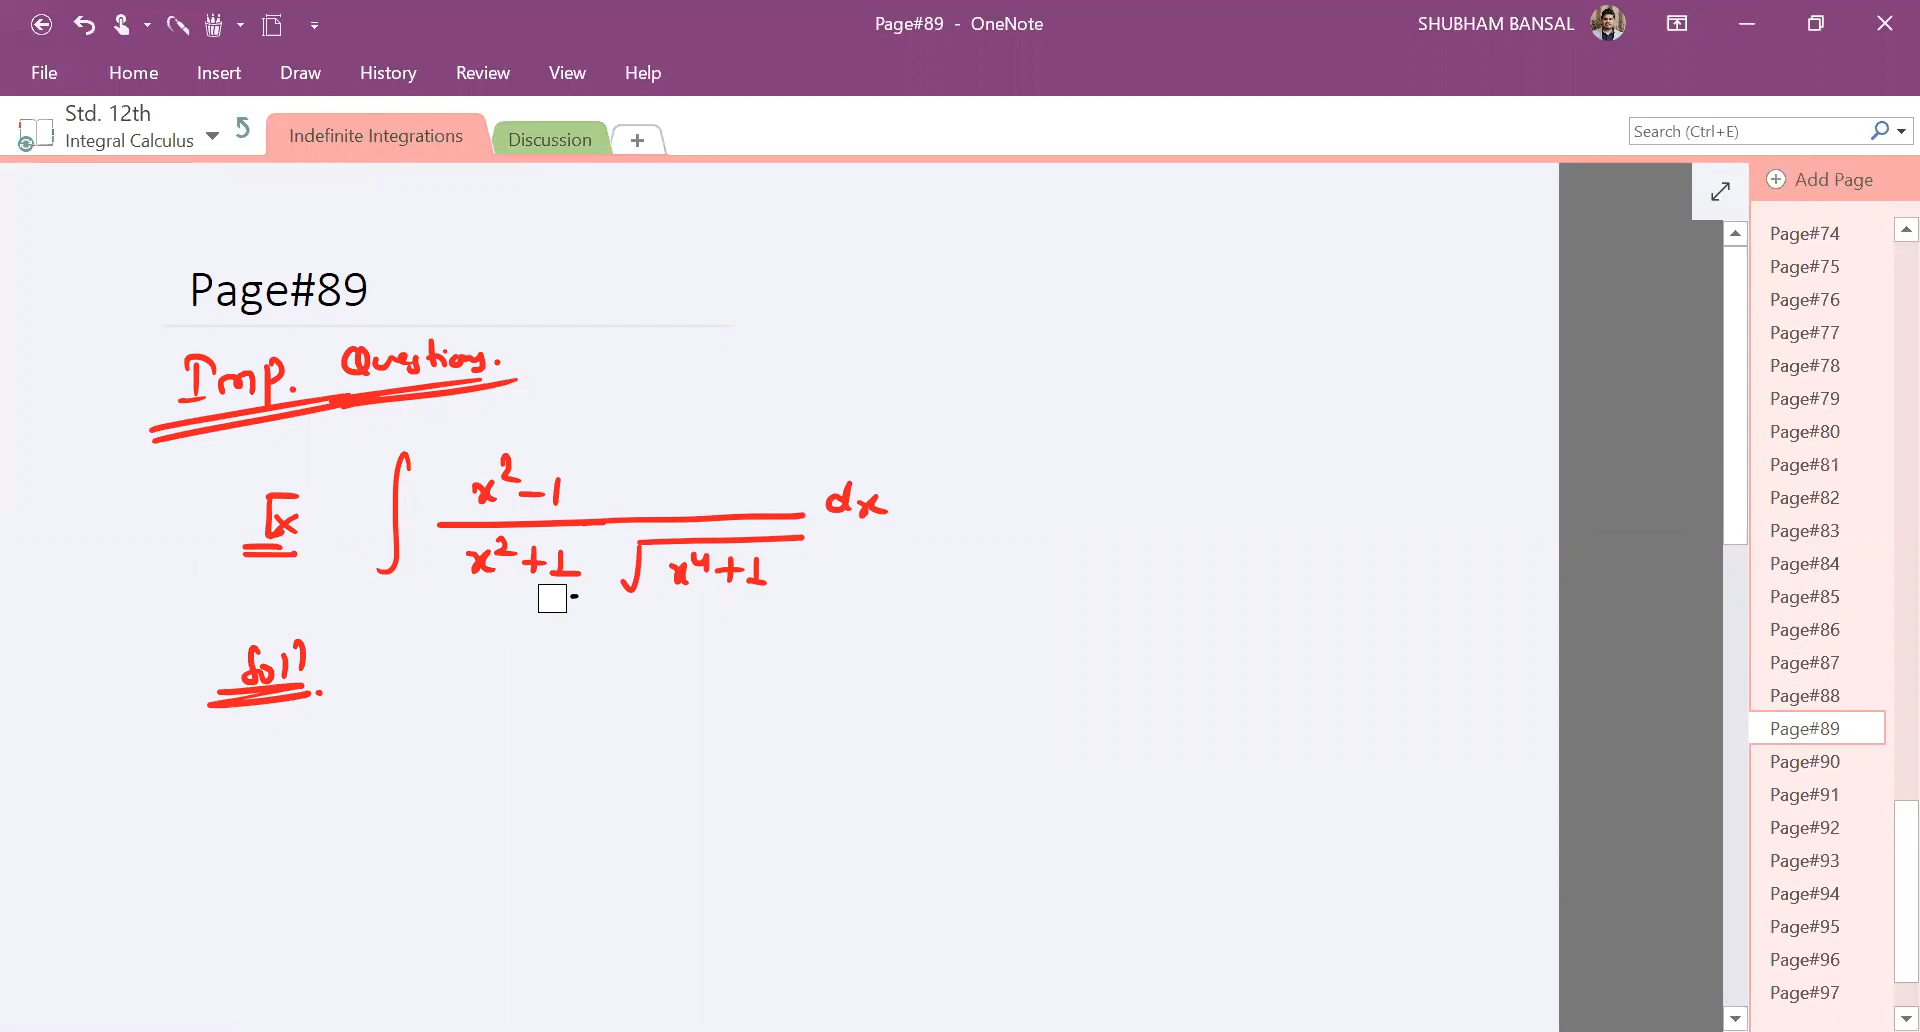 Page#89 - OneNote
SHUBHAM BANSAL
File Home Insert Draw History Review View Help
Std. 12th
Integral Calculus
Indefinite Integrations
Discussion
Search (Ctrl+E)
Add Page
Page#74
Page#75
Page#76
Page#77
Page#78
Page#79
Page#80
Page#81
Page#82
Page#83
Page#84
Page#85
Page#86
Page#87
Page#88
Page#89
Page#90
Page#91
Page#92
Page#93
Page#94
Page#95
Page#96
Page#97
Page#89
Imp. Questions.
Ex ∫ (x² - 1) / (x² + 1 √(x⁴ + 1)) dx
Solⁿ.